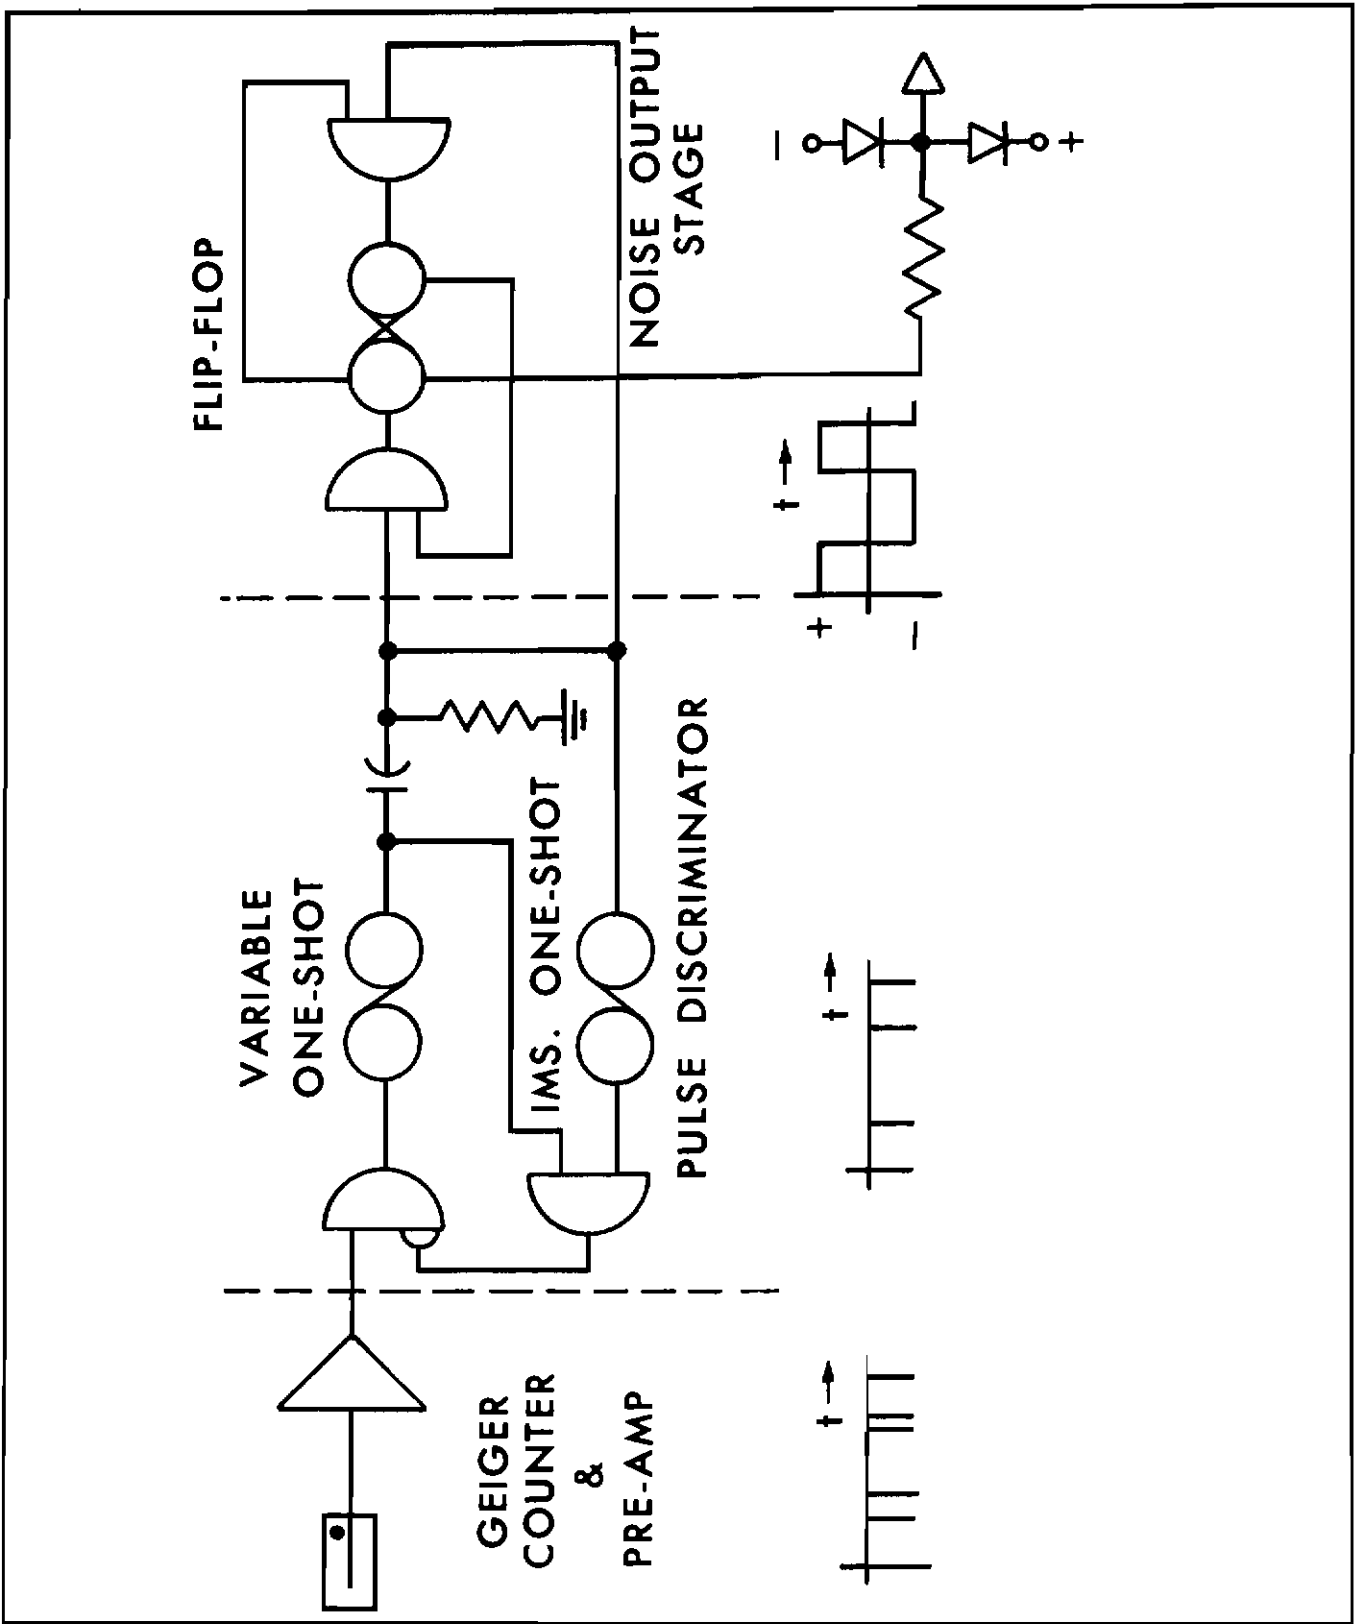 GEIGER
COUNTER
&
PRE-AMP
VARIABLE
ONE-SHOT
IMS. ONE-SHOT
PULSE DISCRIMINATOR
FLIP-FLOP
NOISE OUTPUT
STAGE
− +
t
t
+
−
t